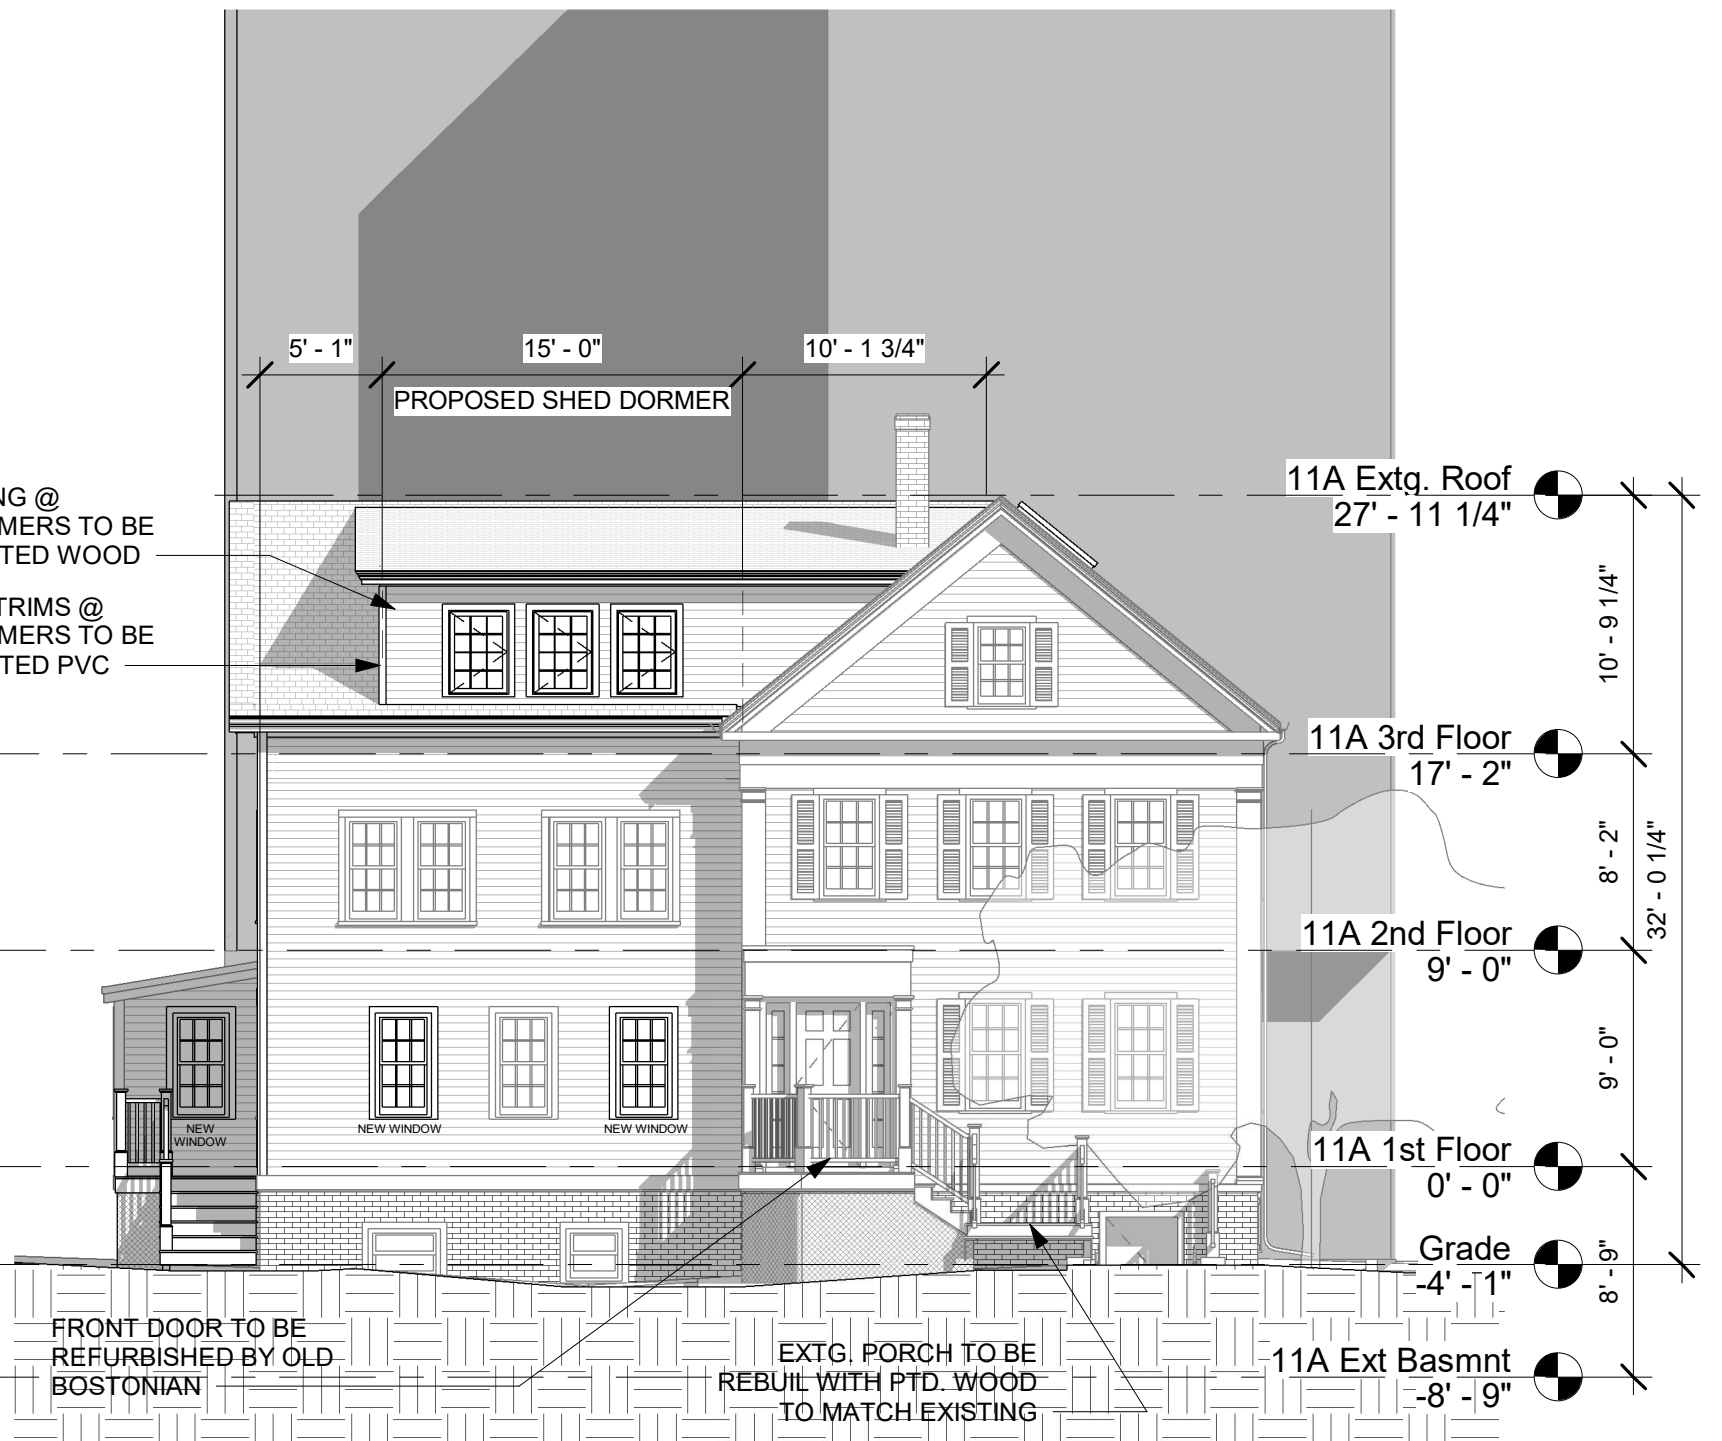 5' - 1"
15' - 0"
10' - 1 3/4"
PROPOSED SHED DORMER
NG @
MERS TO BE
TED WOOD
TRIMS @
MERS TO BE
TED PVC
11A Extg. Roof
27' - 11 1/4"
10' - 9 1/4"
11A 3rd Floor
17' - 2"
8' - 2"
32' - 0 1/4"
11A 2nd Floor
9' - 0"
9' - 0"
NEW
WINDOW
NEW WINDOW
NEW WINDOW
11A 1st Floor
0' - 0"
Grade
-4' - 1"
8' - 9"
11A Ext Basmnt
-8' - 9"
FRONT DOOR TO BE
REFURBISHED BY OLD
BOSTONIAN
EXTG. PORCH TO BE
REBUIL WITH PTD. WOOD
TO MATCH EXISTING